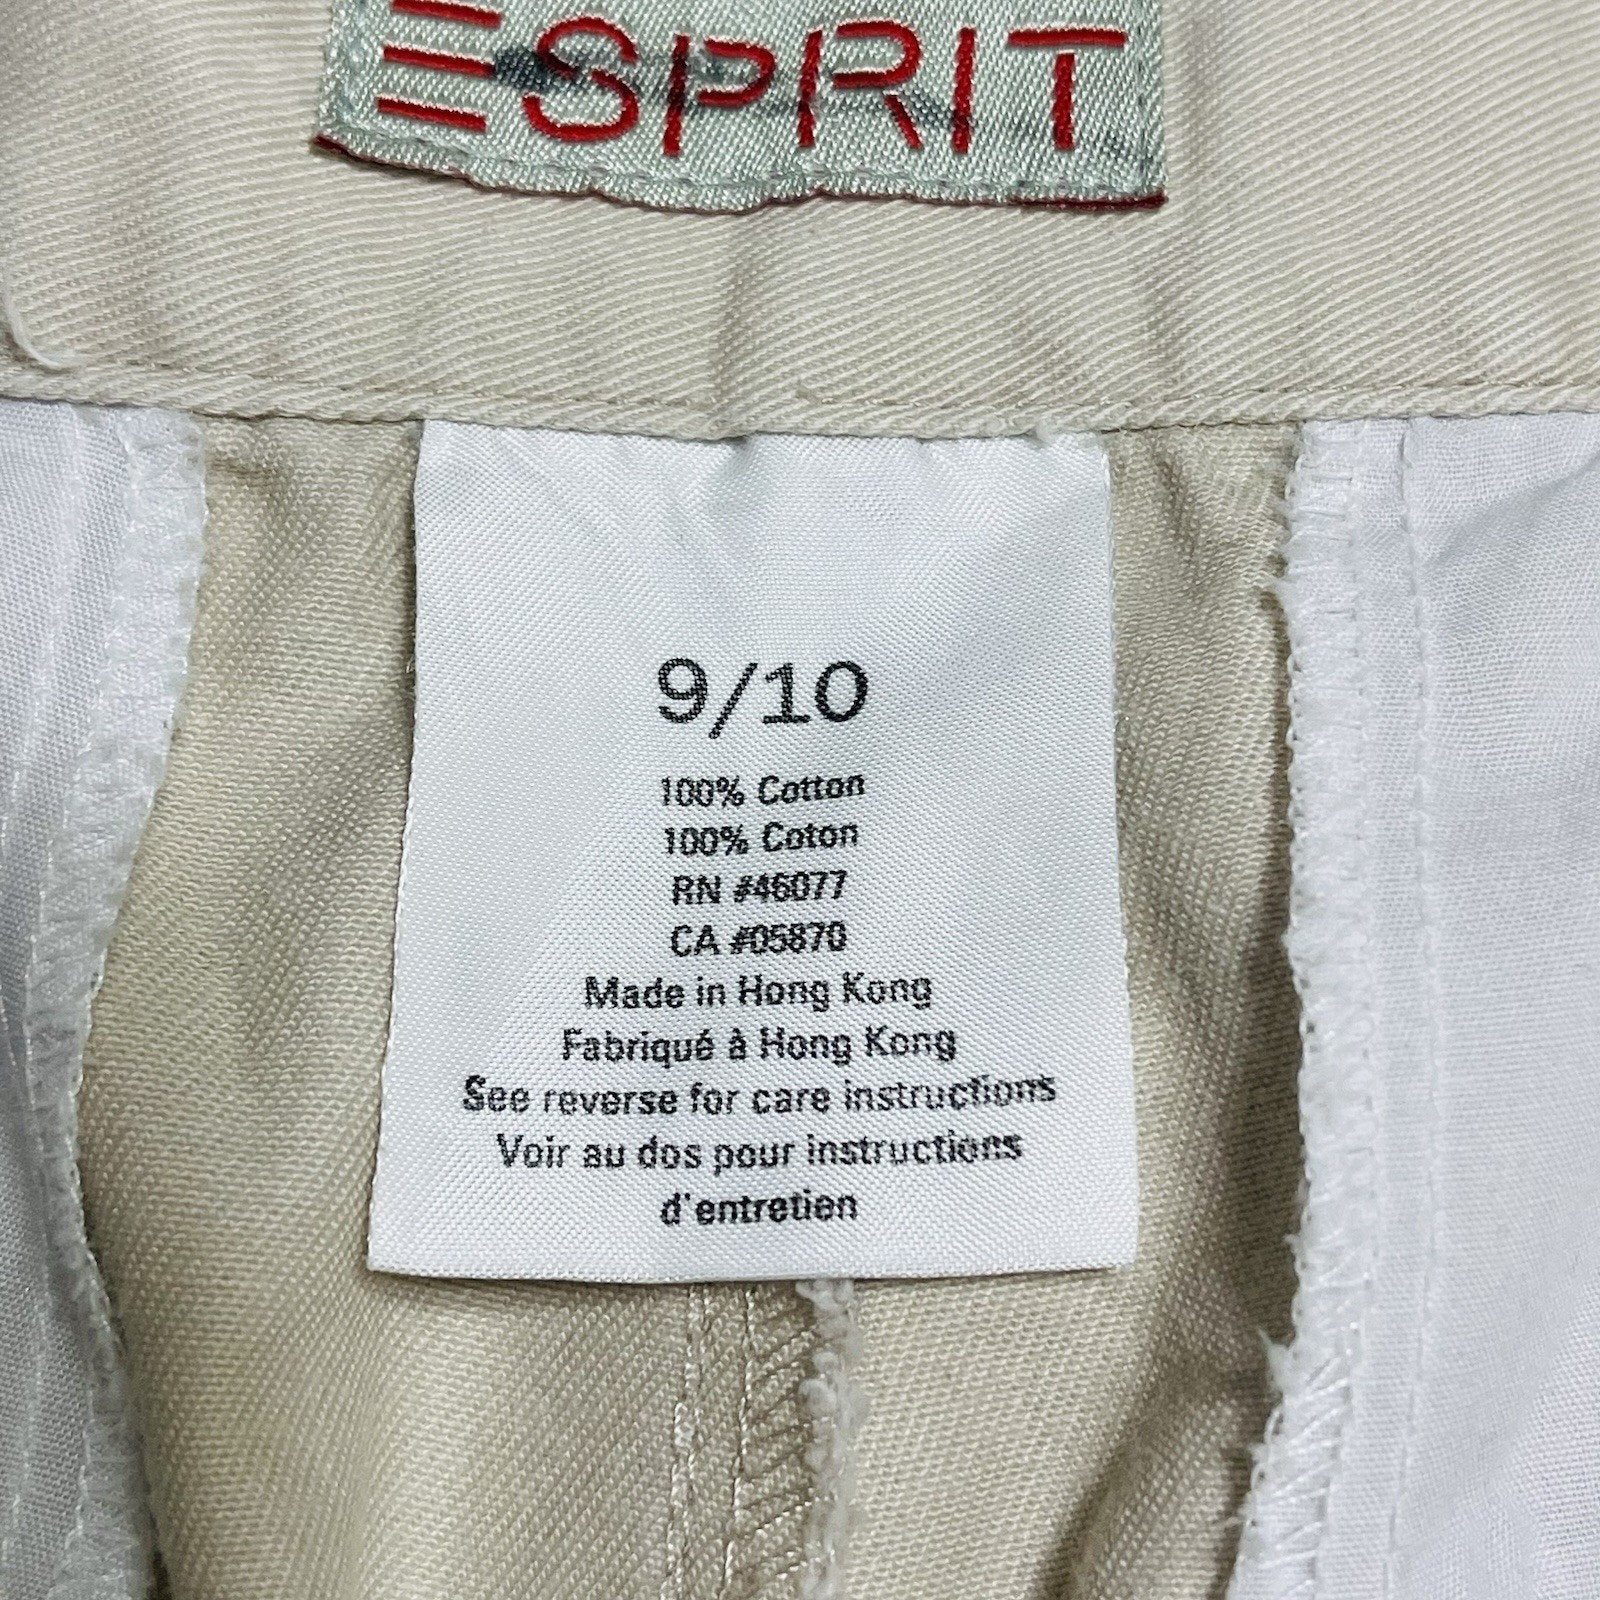 ESPRIT
9/10
100% Cotton
100% Coton
RN #46077
CA #05870
Made in Hong Kong
Fabriqué à Hong Kong
See reverse for care instructions
Voir au dos pour instructions
d'entretien